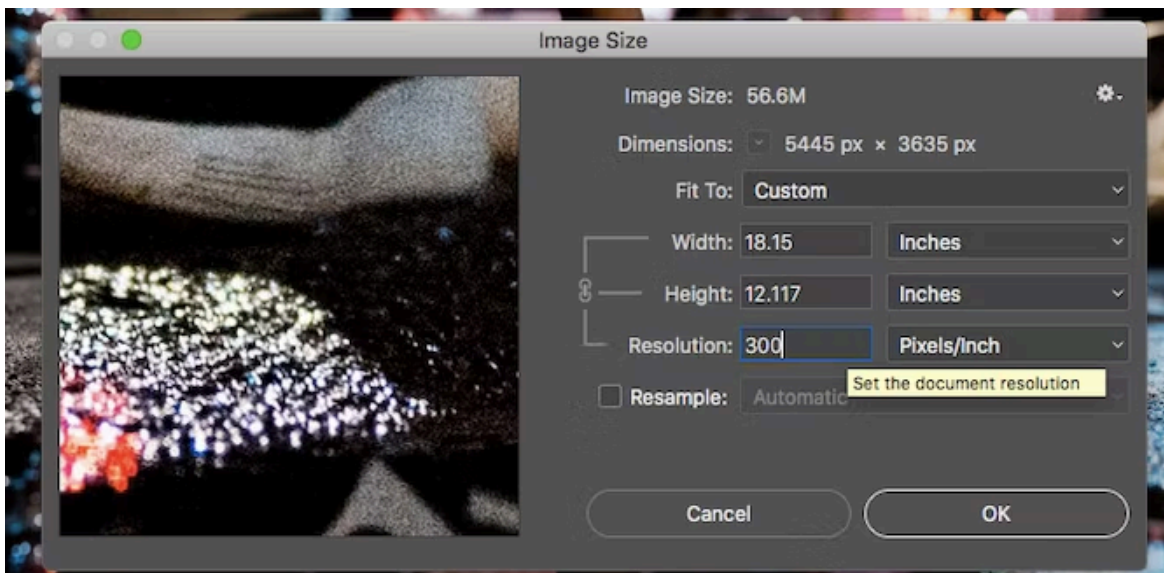 Image Size
Image Size: 56.6M
Dimensions: 5445 px × 3635 px
Fit To: Custom
Width: 18.15 Inches
Height: 12.117 Inches
Resolution: 300 Pixels/Inch
Set the document resolution
Resample: Automatic
Cancel OK